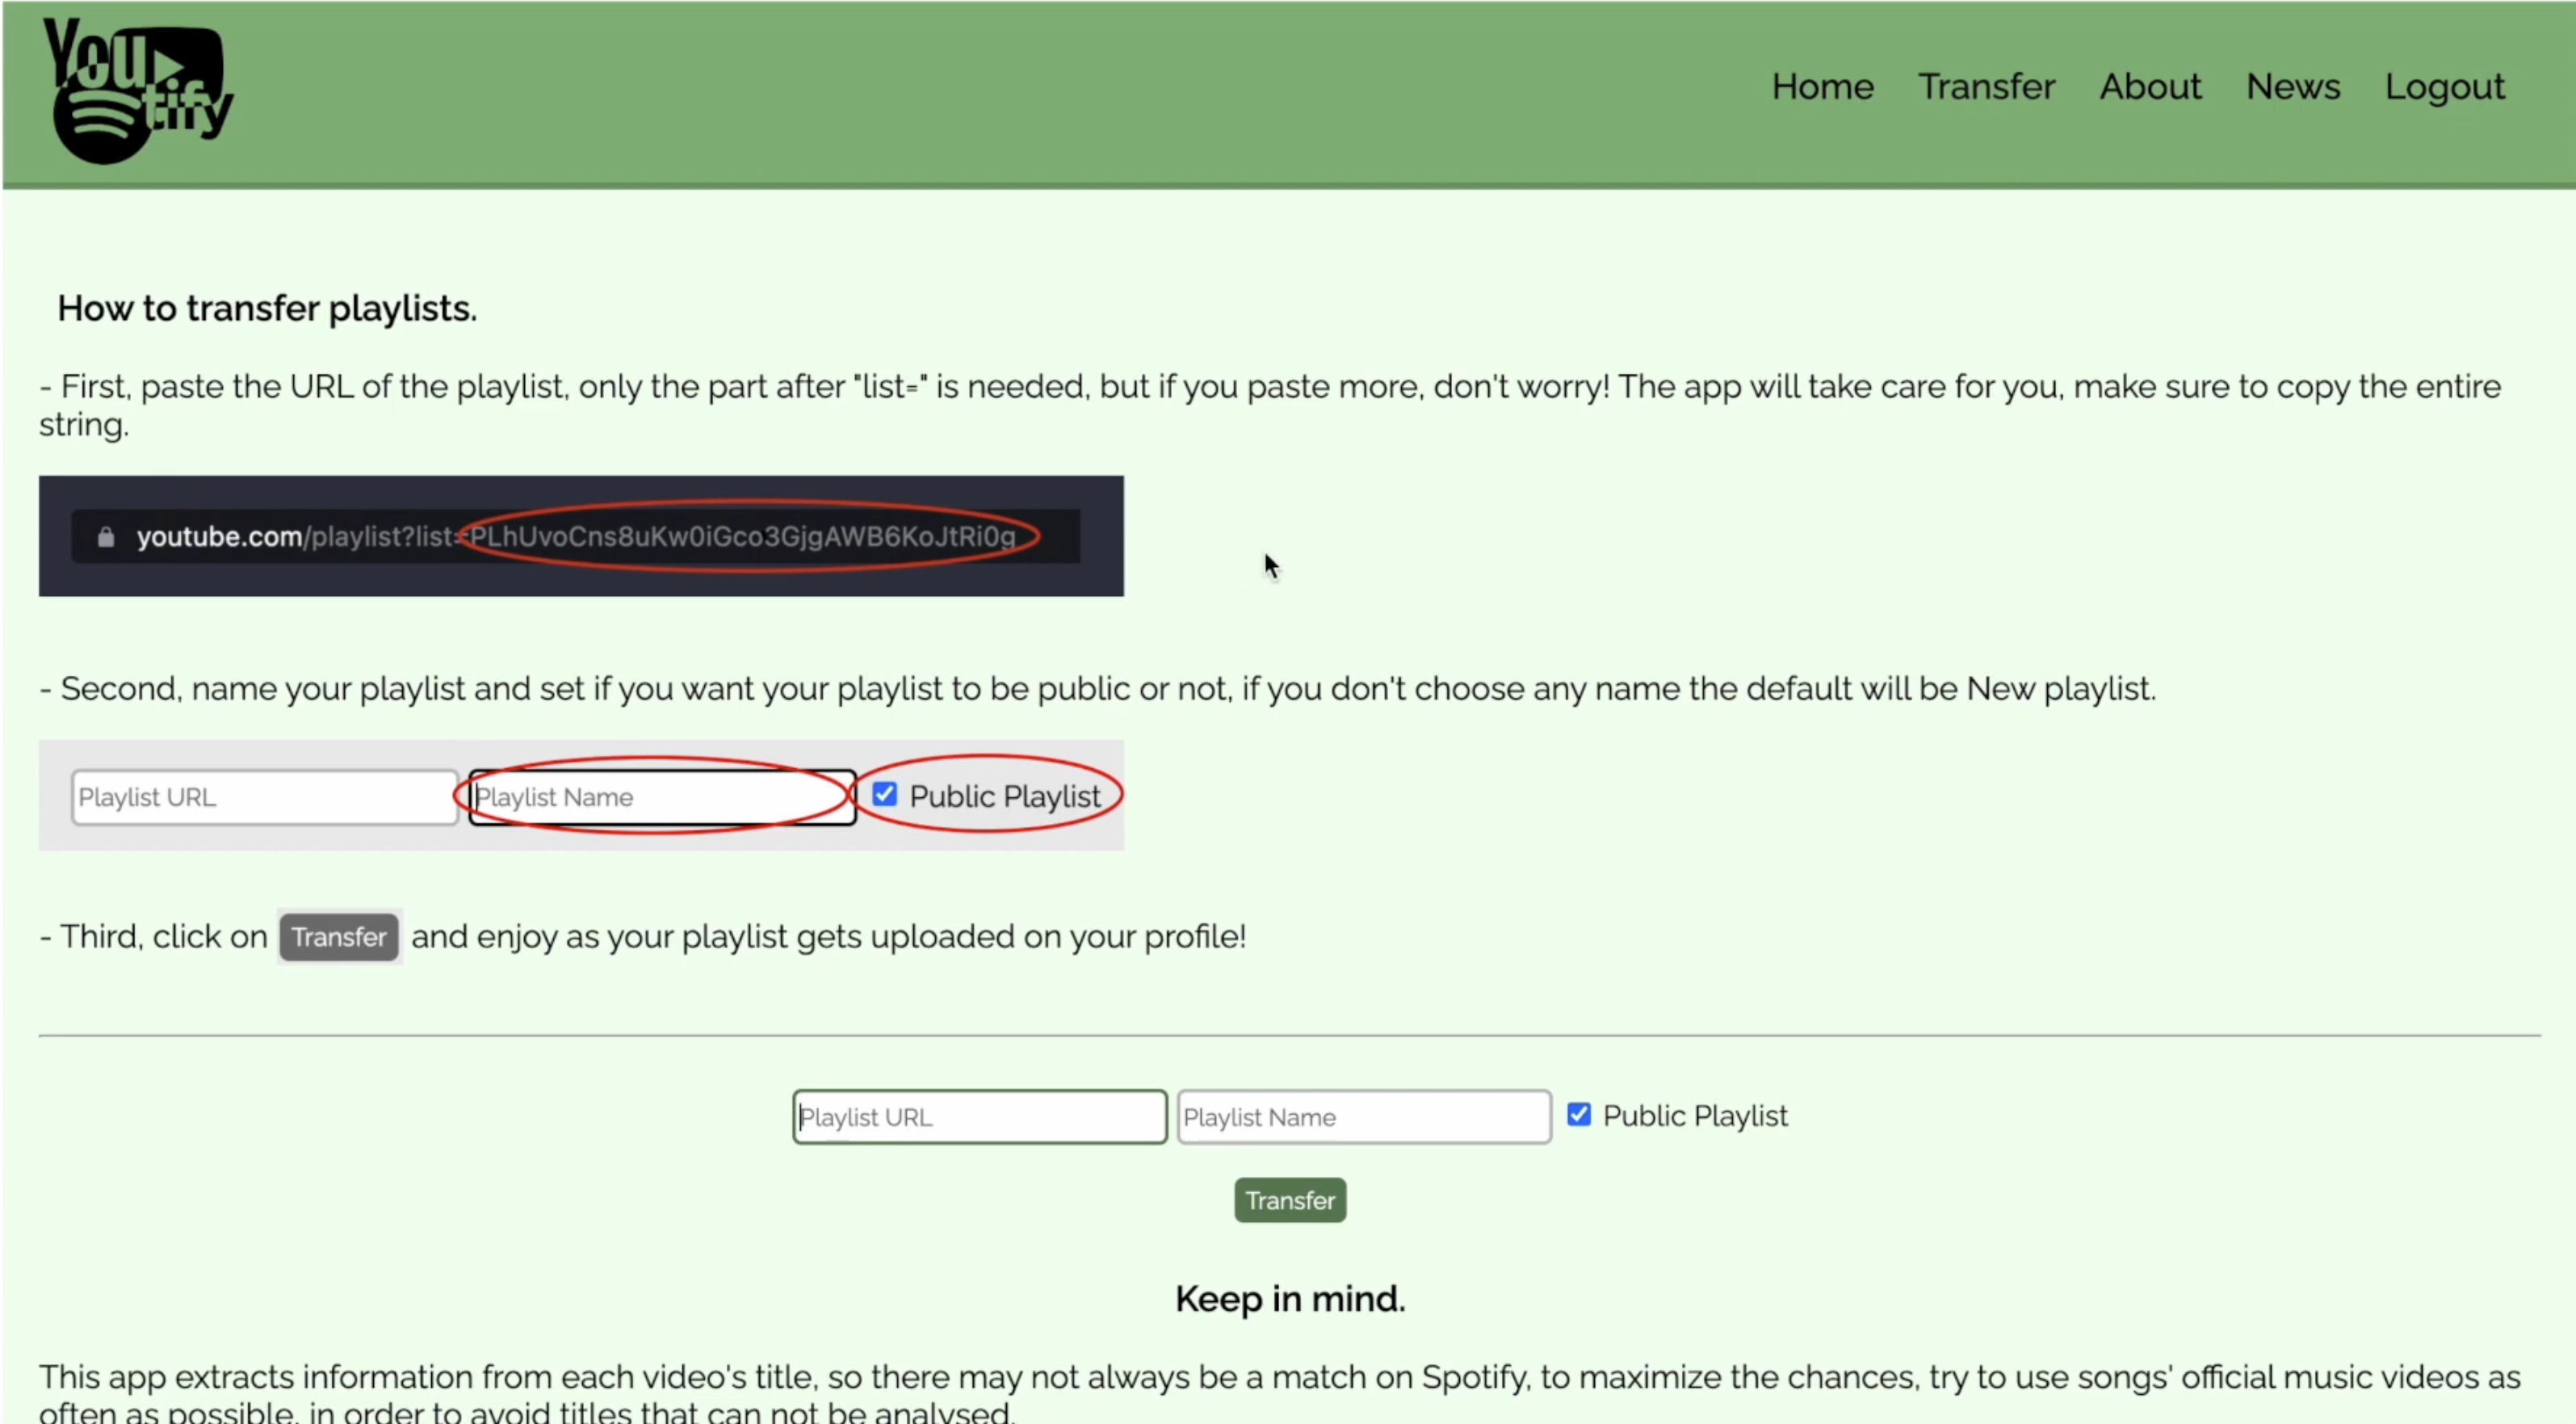 You
tify
Home Transfer About News Logout
How to transfer playlists.
- First, paste the URL of the playlist, only the part after "list=" is needed, but if you paste more, don't worry! The app will take care for you, make sure to copy the entire
string.
youtube.com/playlist?list=PLhUvoCns8uKw0iGco3GjgAWB6KoJtRi0g
- Second, name your playlist and set if you want your playlist to be public or not, if you don't choose any name the default will be New playlist.
Playlist URL Playlist Name Public Playlist
- Third, click on Transfer and enjoy as your playlist gets uploaded on your profile!
Playlist URL Playlist Name Public Playlist
Transfer
Keep in mind.
This app extracts information from each video's title, so there may not always be a match on Spotify, to maximize the chances, try to use songs' official music videos as
often as possible, in order to avoid titles that can not be analysed.